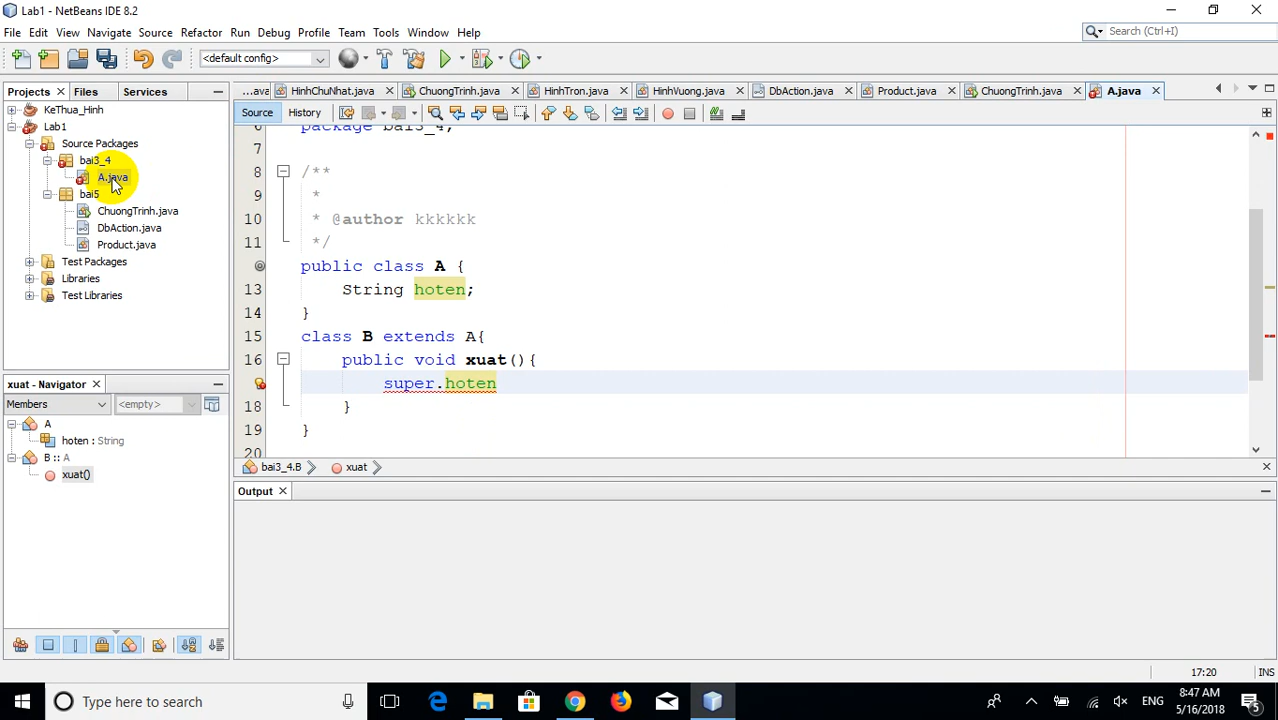 Lab1 - NetBeans IDE 8.2
File Edit View Navigate Source Refactor Run Debug Profile Team Tools Window Help
Search (Ctrl+I)
<default config>
Projects Files Services
...ava HinhChuNhat.java ChuongTrinh.java HinhTron.java HinhVuong.java DbAction.java Product.java ChuongTrinh.java A.java
Source History
KeThua_Hinh
Lab1
Source Packages
bai3_4
A.java
bai5
ChuongTrinh.java
DbAction.java
Product.java
Test Packages
Libraries
Test Libraries
6 package bai3_4;
7
8 /**
9 *
10 * @author kkkkkk
11 */
public class A {
13 String hoten;
14 }
15 class B extends A{
16 public void xuat(){
super.hoten
18 }
19 }
20
bai3_4.B xuat
xuat - Navigator
Members <empty>
A
hoten : String
B :: A
xuat()
Output
17:20 INS
Type here to search
ENG
8:47 AM
5/16/2018
5